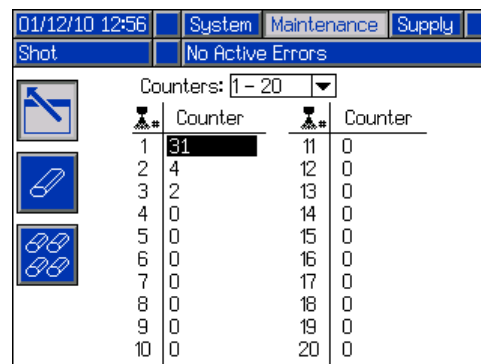 01/12/10 12:56 System Maintenance Supply
Shot No Active Errors
Counters: 1 - 20
# Counter # Counter
1 31 11 0
2 4 12 0
3 2 13 0
4 0 14 0
5 0 15 0
6 0 16 0
7 0 17 0
8 0 18 0
9 0 19 0
10 0 20 0